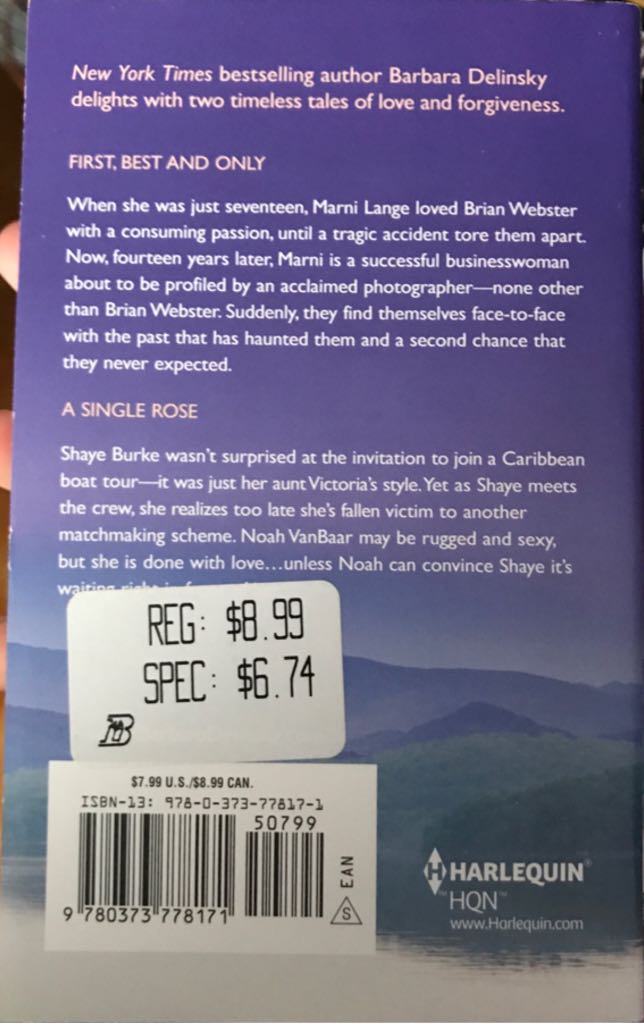 New York Times bestselling author Barbara Delinsky
delights with two timeless tales of love and forgiveness.
FIRST, BEST AND ONLY
When she was just seventeen, Marni Lange loved Brian Webster
with a consuming passion, until a tragic accident tore them apart.
Now, fourteen years later, Marni is a successful businesswoman
about to be profiled by an acclaimed photographer—none other
than Brian Webster. Suddenly, they find themselves face-to-face
with the past that has haunted them and a second chance that
they never expected.
A SINGLE ROSE
Shaye Burke wasn't surprised at the invitation to join a Caribbean
boat tour—it was just her aunt Victoria's style. Yet as Shaye meets
the crew, she realizes too late she's fallen victim to another
matchmaking scheme. Noah VanBaar may be rugged and sexy,
but she is done with love…unless Noah can convince Shaye it's
waiting right
REG: $8.99
SPEC: $6.74
$7.99 U.S./$8.99 CAN.
ISBN-13: 978-0-373-77817-1
50799
EAN
9 780373 778171
S
H HARLEQUIN®
HQN™
www.Harlequin.com